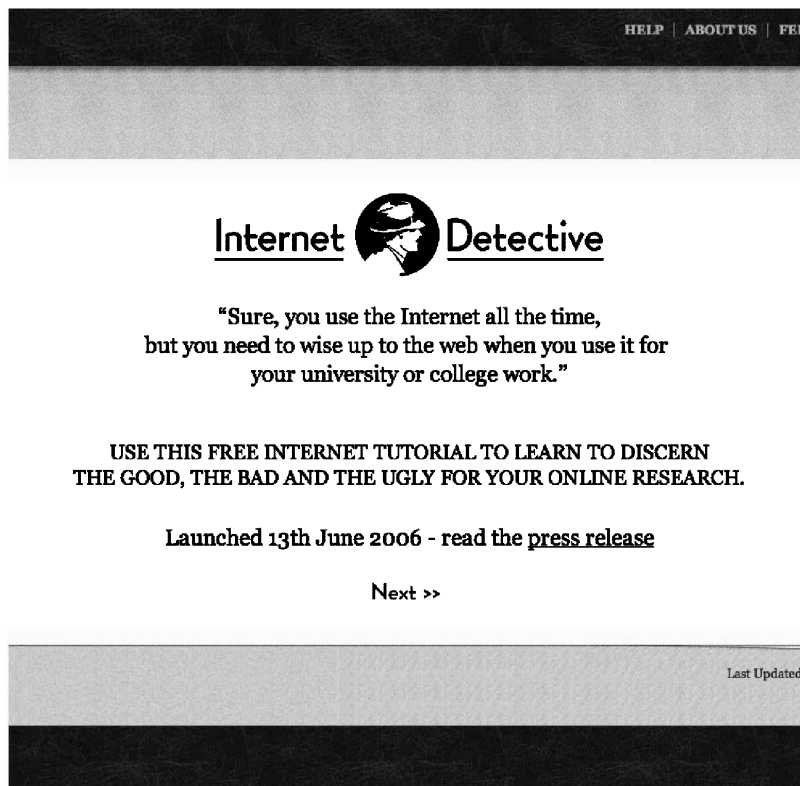 HELP | ABOUT US |
Internet Detective
“Sure, you use the Internet all the time,
but you need to wise up to the web when you use it for
your university or college work.”
USE THIS FREE INTERNET TUTORIAL TO LEARN TO DISCERN
THE GOOD, THE BAD AND THE UGLY FOR YOUR ONLINE RESEARCH.
Launched 13th June 2006 - read the press release
Next >>
Last Updated